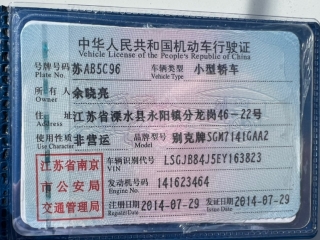 中华人民共和国机动车行驶证
Vehicle License of the People's Republic of China
号牌号码 苏AB5C96 车辆类型 小型轿车
Plate No. Vehicle Type
所有人 余晓亮
Owner
住址 江苏省溧水县永阳镇分龙岗46-22号
Address
使用性质 非营运 品牌型号 别克牌SGM7141GAA2
Use Character Model
江苏省南京市公安局交通管理局
车辆识别代号 LSGJB84J5EY163823
VIN
发动机号码 141623464
Engine No.
注册日期 2014-07-29 发证日期 2014-07-29
Register Date Issue Date